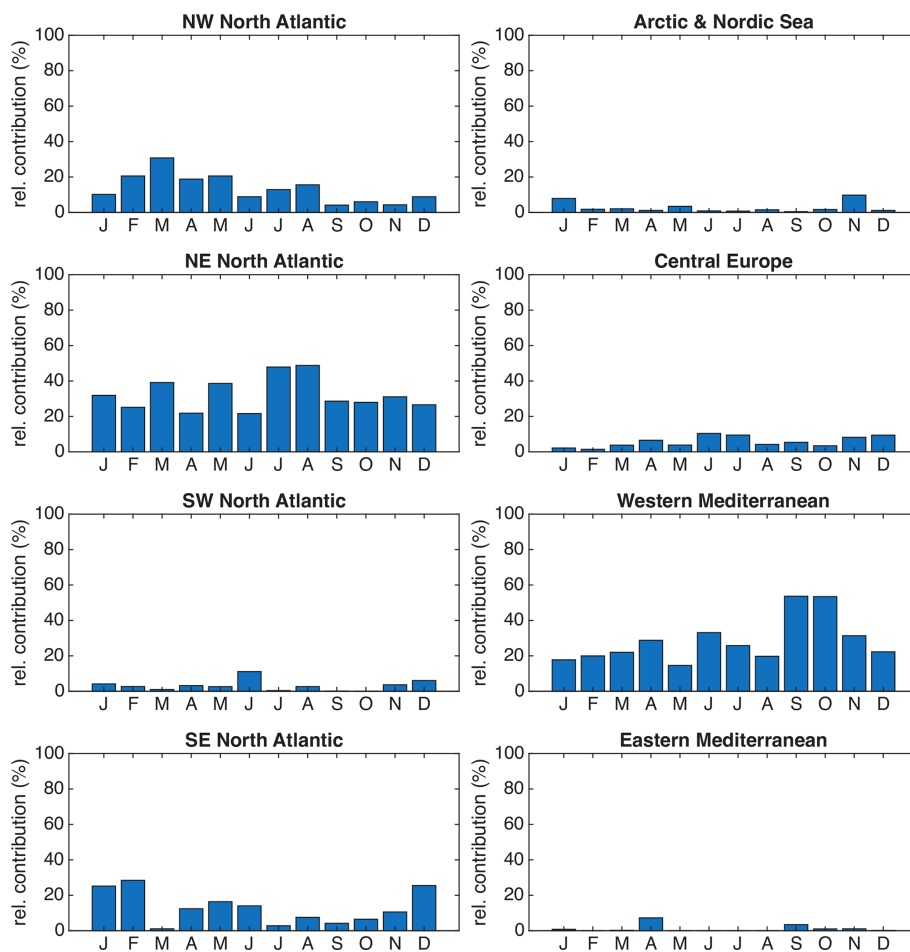 NW North Atlantic
rel. contribution (%)
100
80
60
40
20
0
J F M A M J J A S O N D
Arctic & Nordic Sea
rel. contribution (%)
100
80
60
40
20
0
J F M A M J J A S O N D
NE North Atlantic
rel. contribution (%)
100
80
60
40
20
0
J F M A M J J A S O N D
Central Europe
rel. contribution (%)
100
80
60
40
20
0
J F M A M J J A S O N D
SW North Atlantic
rel. contribution (%)
100
80
60
40
20
0
J F M A M J J A S O N D
Western Mediterranean
rel. contribution (%)
100
80
60
40
20
0
J F M A M J J A S O N D
SE North Atlantic
rel. contribution (%)
100
80
60
40
20
0
J F M A M J J A S O N D
Eastern Mediterranean
rel. contribution (%)
100
80
60
40
20
0
J F M A M J J A S O N D